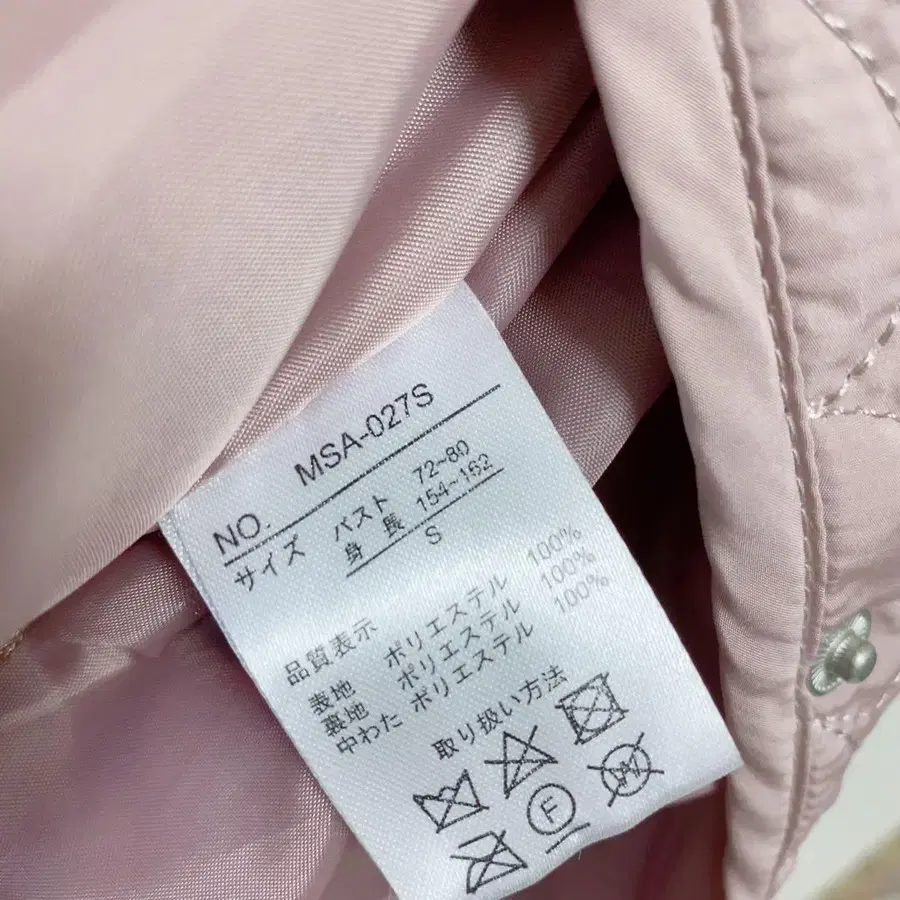 NO. MSA-027S
サイズ バスト 72~80
身長 154~162
S
品質表示
表地 ポリエステル 100%
裏地 ポリエステル 100%
中わた ポリエステル 100%
取り扱い方法
F
W